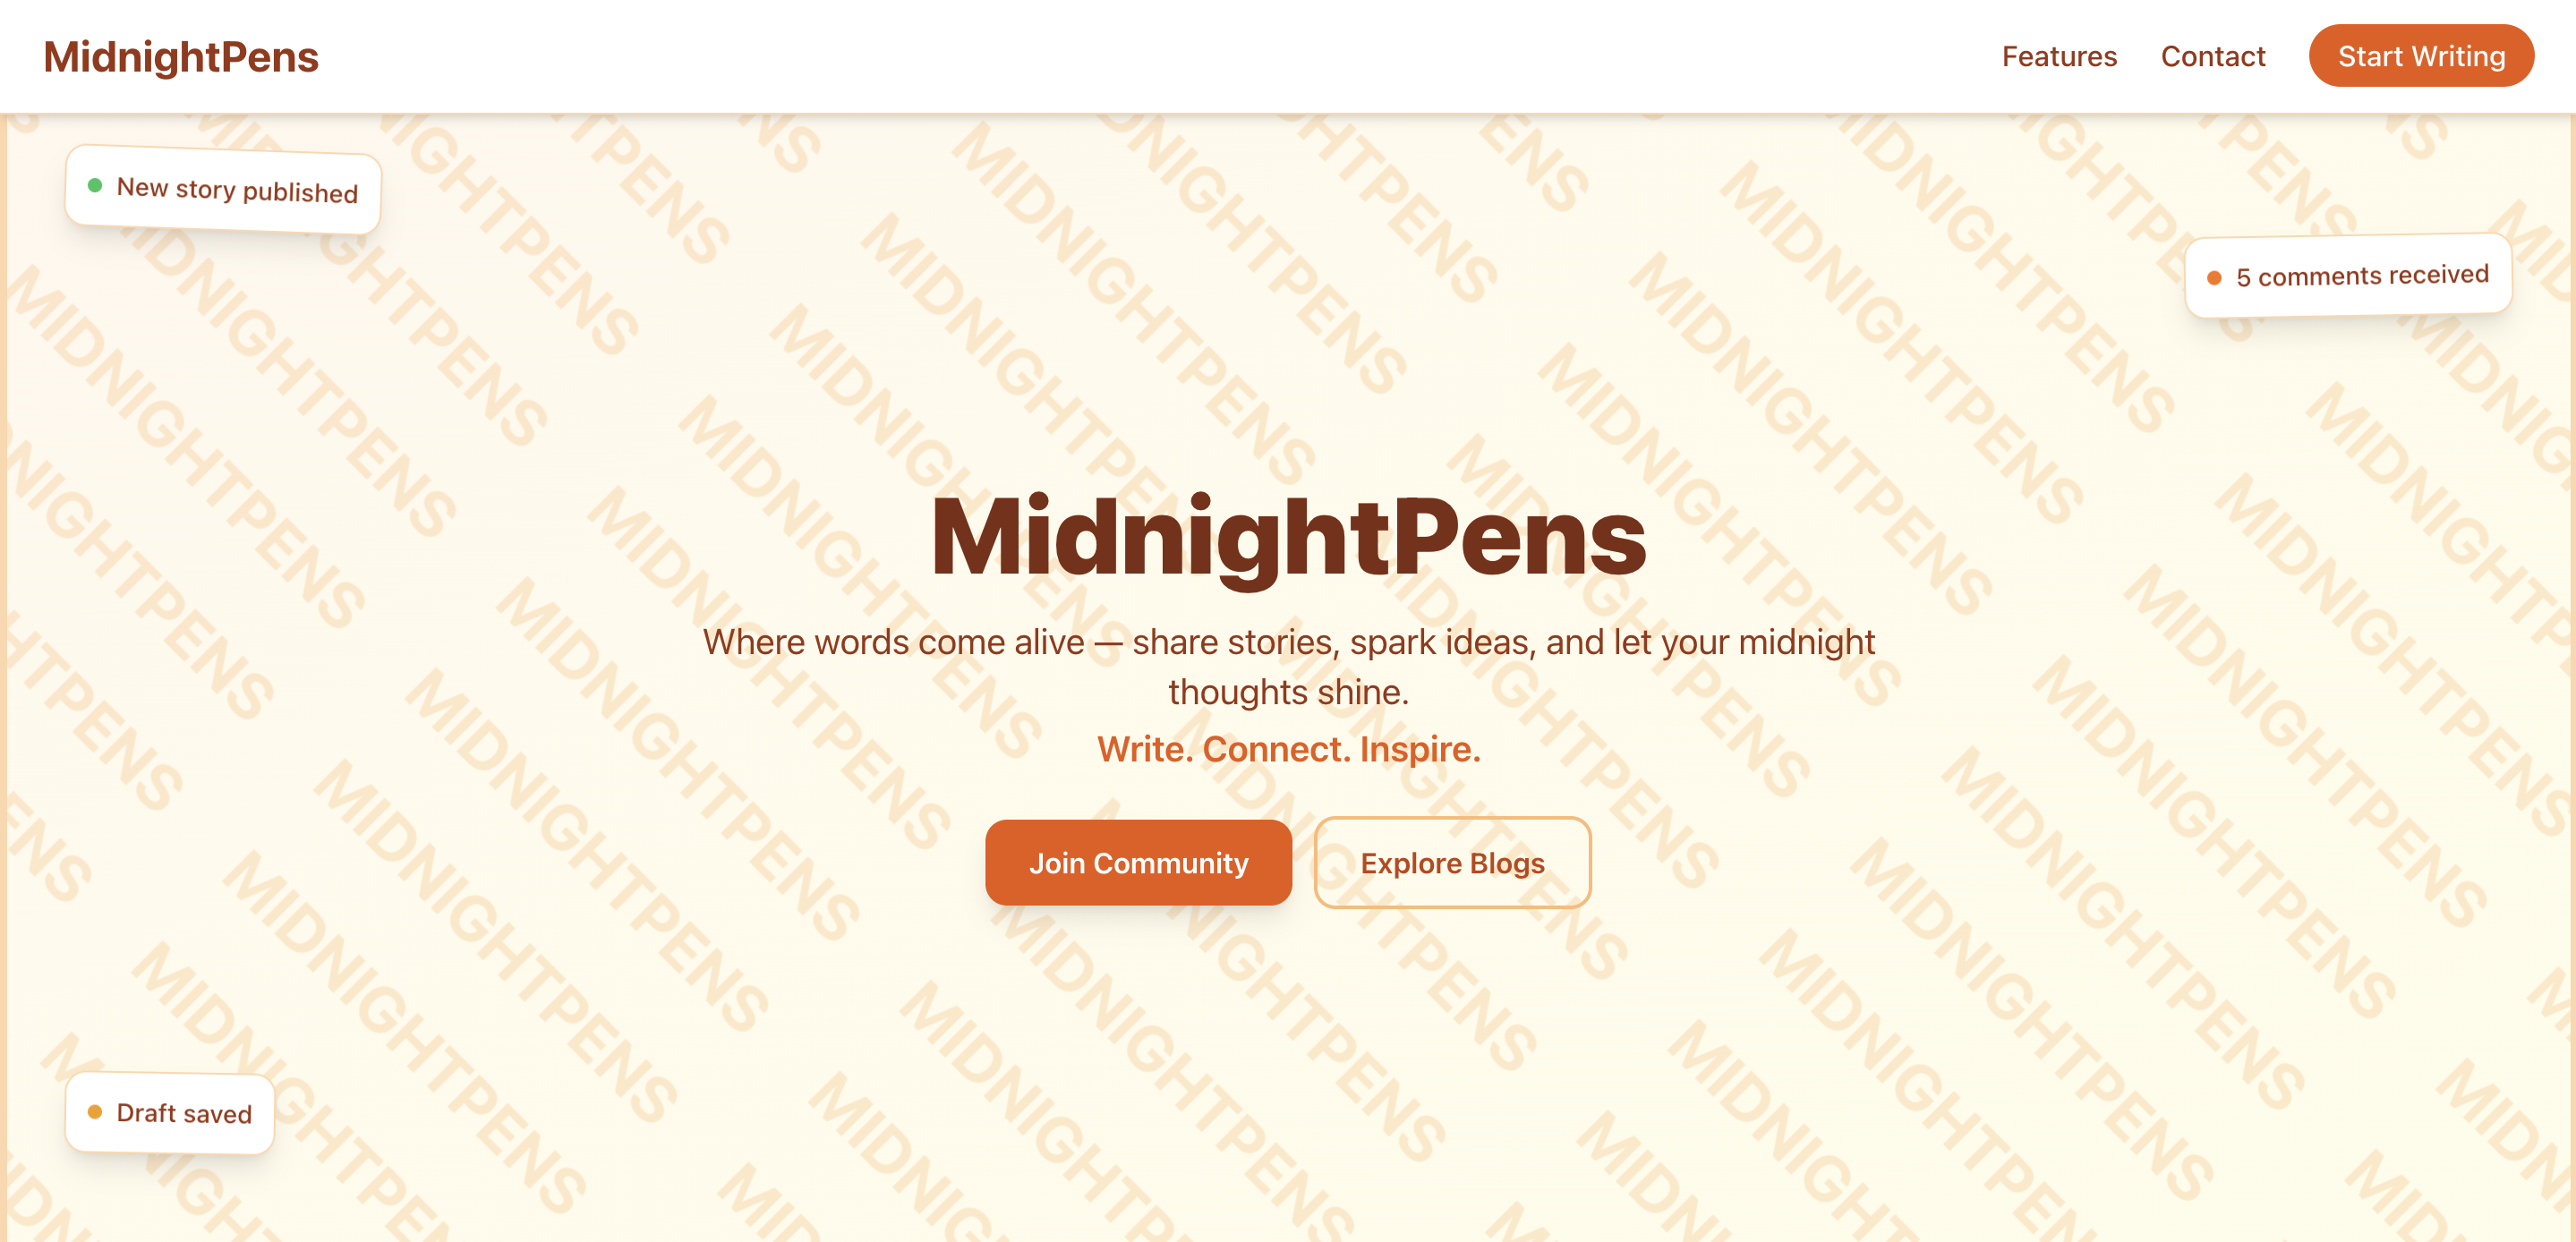 MidnightPens
Features
Contact
Start Writing
New story published
5 comments received
MidnightPens
Where words come alive — share stories, spark ideas, and let your midnight
thoughts shine.
Write. Connect. Inspire.
Join Community
Explore Blogs
Draft saved
MIDNIGHTPENS